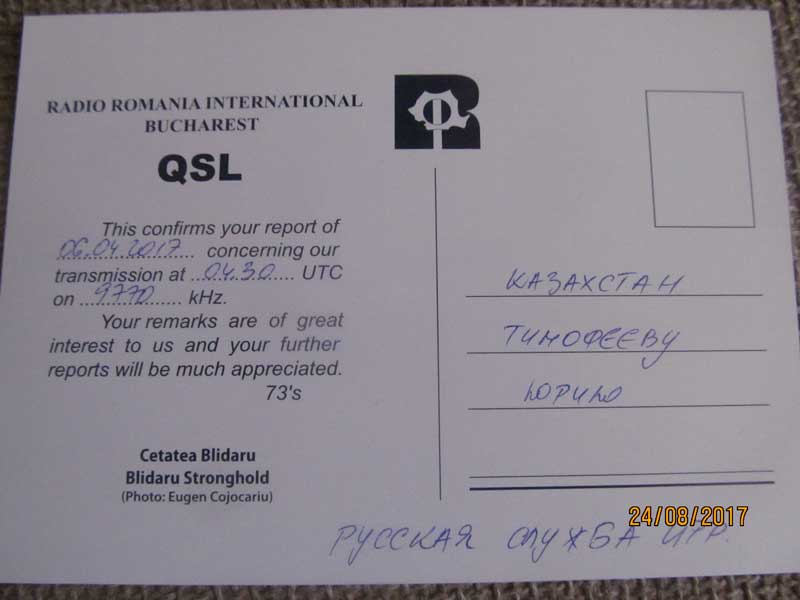 RADIO ROMANIA INTERNATIONAL
BUCHAREST
QSL
This confirms your report of
06.04.2017 concerning our
transmission at 04.30 UTC
on 9770 kHz.
Your remarks are of great
interest to us and your further
reports will be much appreciated.
73's
Cetatea Blidaru
Blidaru Stronghold
(Photo: Eugen Cojocariu)
КАЗАХСТАН
ТИМОФЕЕВУ
ЮРИЮ
РУССКАЯ СЛУЖБА
24/08/2017